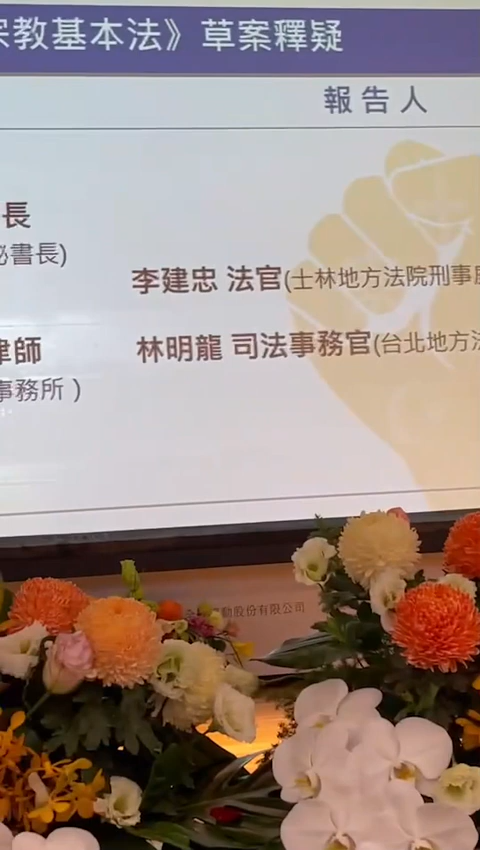 宗教基本法》草案釋疑
報告人
長
秘書長)
李建忠 法官(士林地方法院刑事庭
律師
林明龍 司法事務官(台北地方法
事務所)
動股份有限公司